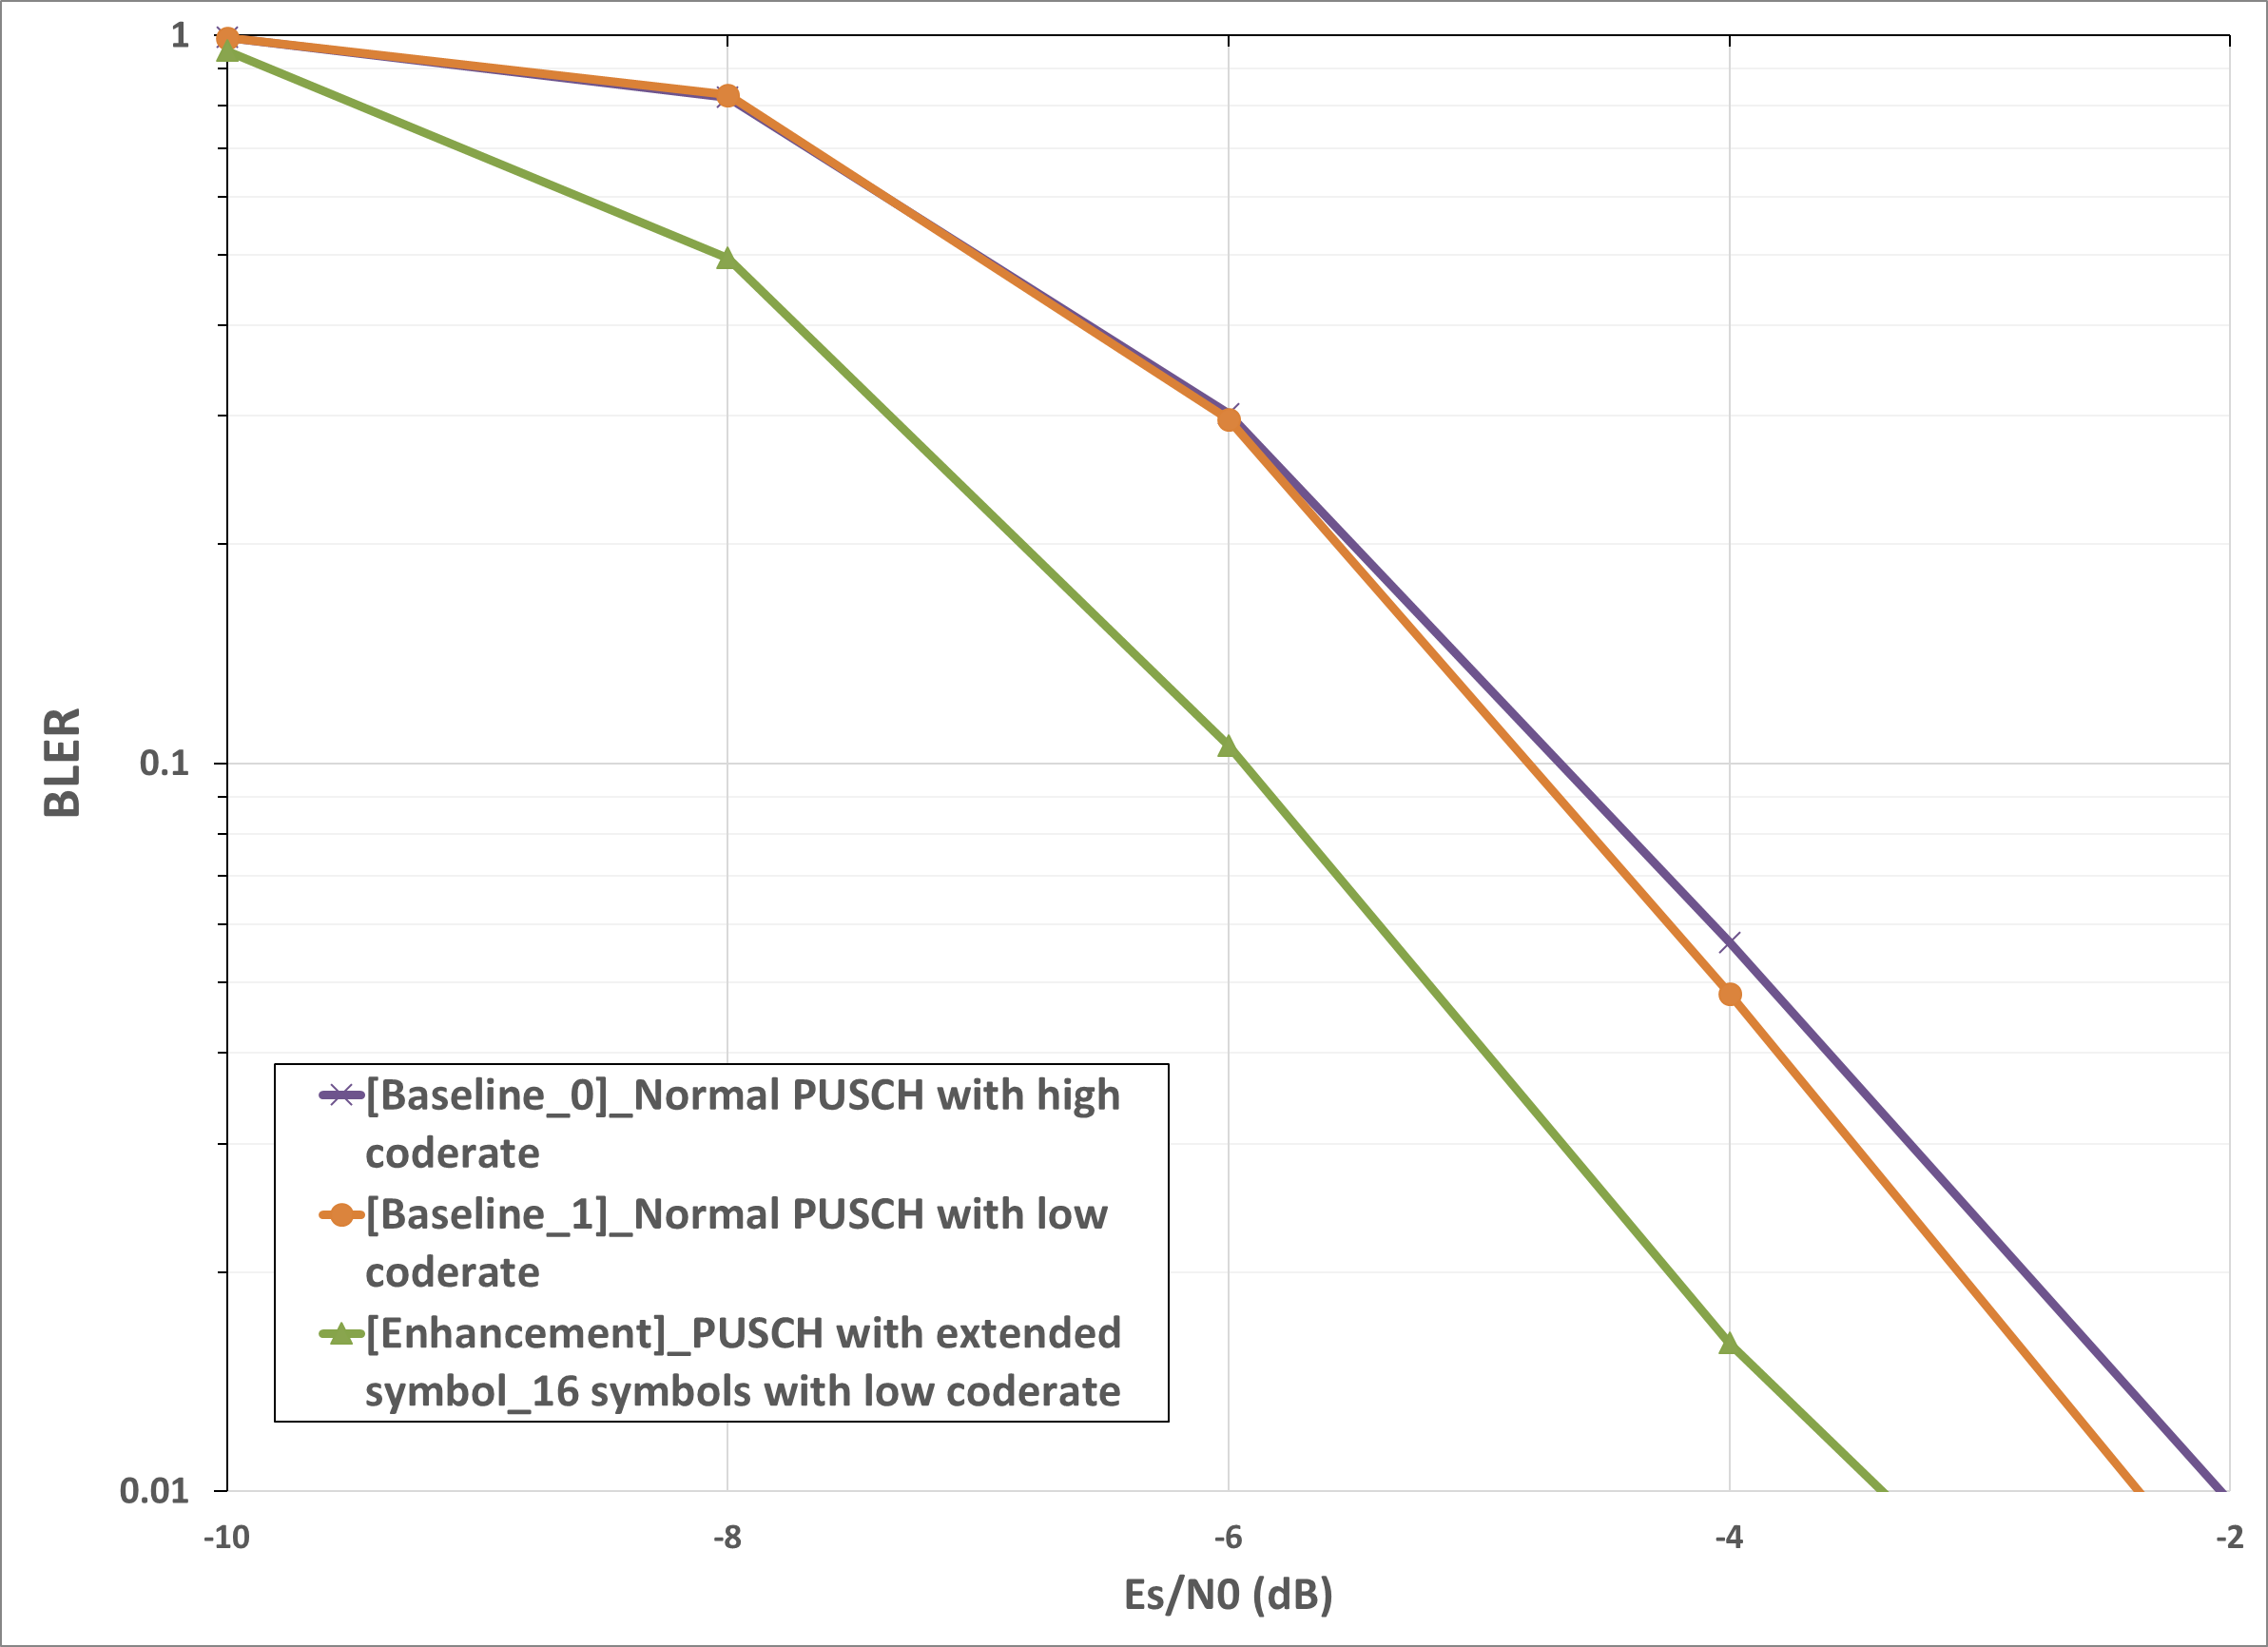 1
0.1
0.01
BLER
[Baseline_0]_Normal PUSCH with high
coderate
[Baseline_1]_Normal PUSCH with low
coderate
[Enhancement]_PUSCH with extended
symbol_16 symbols with low coderate
-10 -8 -6 -4 -2
Es/N0 (dB)